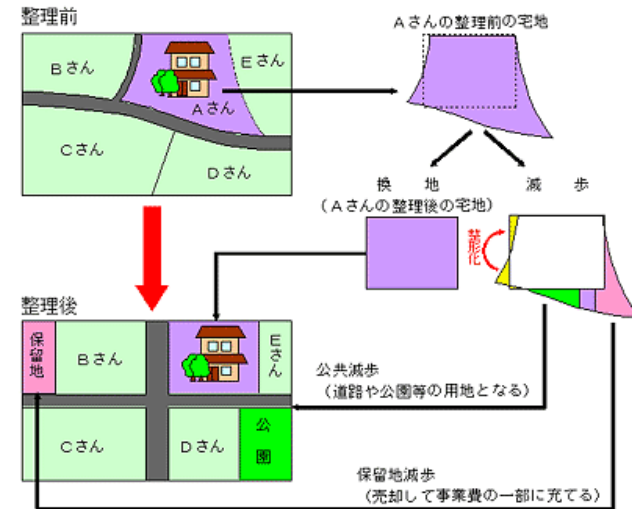 整理前
Aさんの整理前の宅地
Bさん
Eさん
Aさん
Cさん
Dさん
換地
減歩
(Aさんの整理後の宅地)
整形化
整理後
保留地
Bさん
Eさん
公共減歩
(道路や公園等の用地となる)
Cさん
Dさん
公園
保留地減歩
(売却して事業費の一部に充てる)